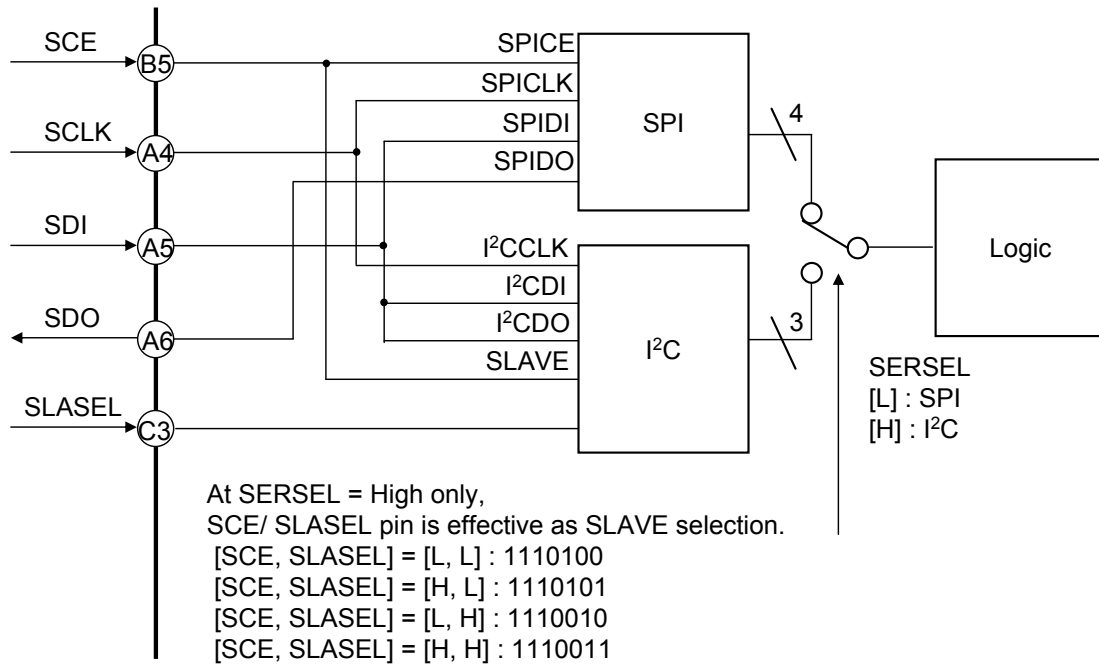 SCE
B5
SPICE
SPICLK
SCLK
A4
SPIDI
SPIDO
SPI
4
SDI
A5
I²CCLK
I²CDI
I²CDO
SLAVE
I²C
3
Logic
SDO
A6
SLASEL
C3
SERSEL
[L] : SPI
[H] : I²C
At SERSEL = High only,
SCE/ SLASEL pin is effective as SLAVE selection.
[SCE, SLASEL] = [L, L] : 1110100
[SCE, SLASEL] = [H, L] : 1110101
[SCE, SLASEL] = [L, H] : 1110010
[SCE, SLASEL] = [H, H] : 1110011